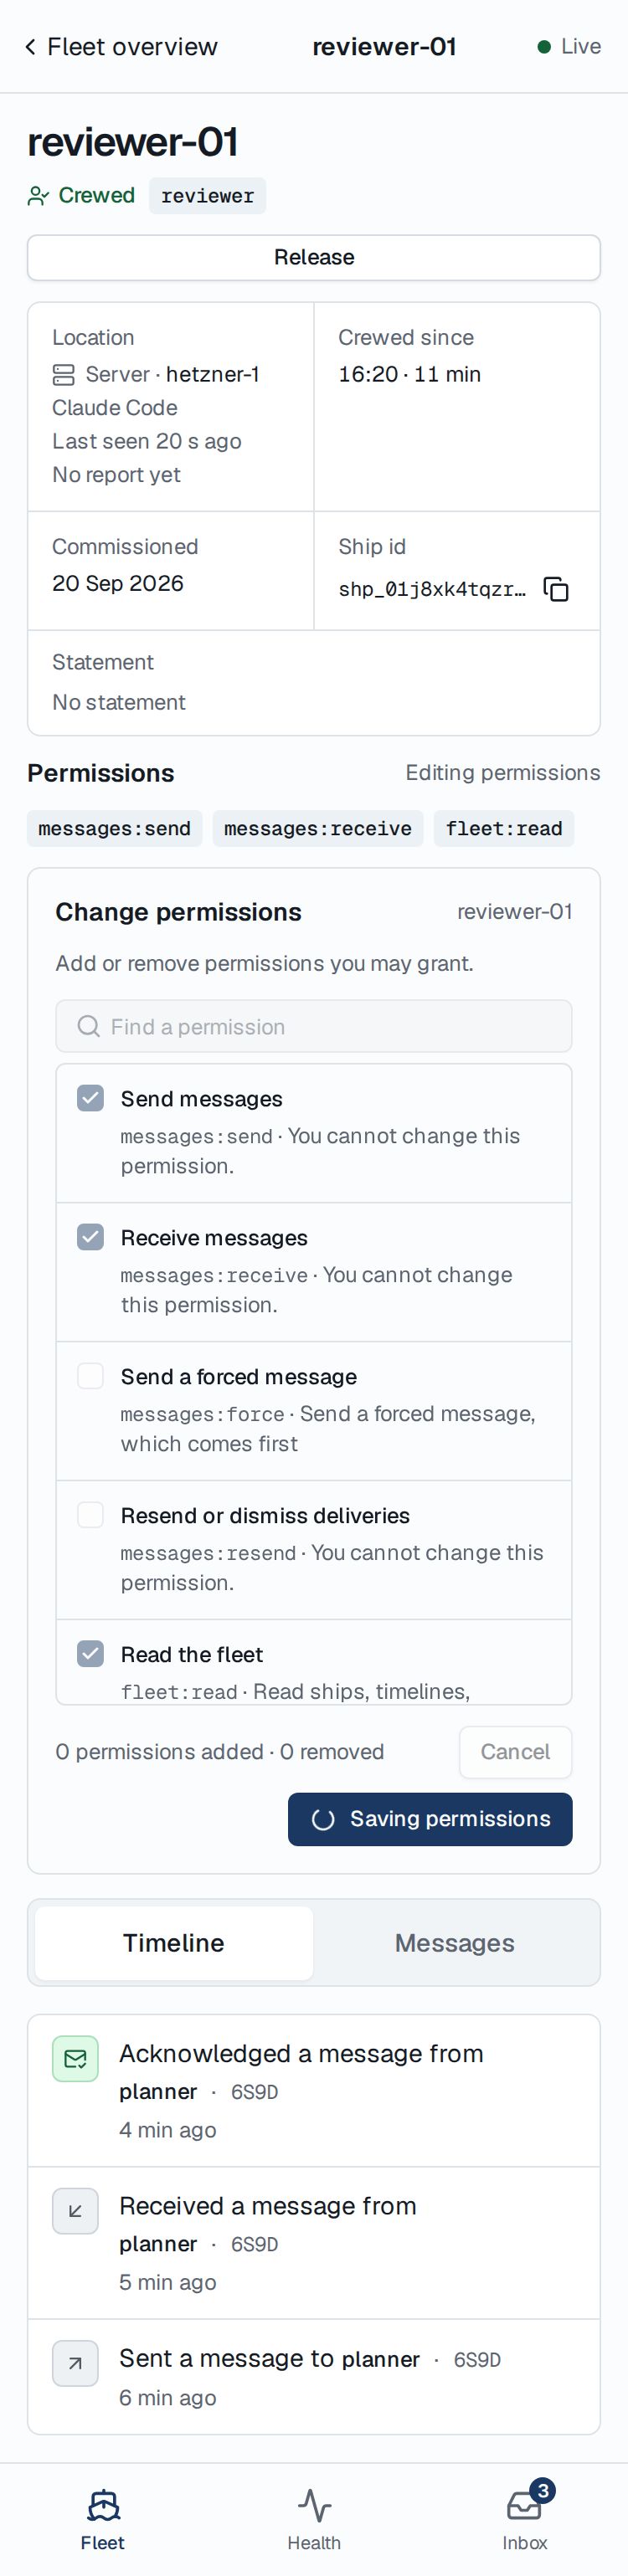 Fleet overview
reviewer-01
Live
reviewer-01
Crewed
reviewer
Release
Location
Server · hetzner-1
Claude Code
Last seen 20 s ago
No report yet
Crewed since
16:20 · 11 min
Commissioned
20 Sep 2026
Ship id
shp_01j8xk4tqzr…
Statement
No statement
Permissions
Editing permissions
messages:send
messages:receive
fleet:read
Change permissions
reviewer-01
Add or remove permissions you may grant.
Find a permission
Send messages
messages:send · You cannot change this
permission.
Receive messages
messages:receive · You cannot change
this permission.
Send a forced message
messages:force · Send a forced message,
which comes first
Resend or dismiss deliveries
messages:resend · You cannot change this
permission.
Read the fleet
fleet:read · Read ships, timelines,
0 permissions added · 0 removed
Cancel
Saving permissions
Timeline
Messages
Acknowledged a message from
planner · 6S9D
4 min ago
Received a message from
planner · 6S9D
5 min ago
Sent a message to planner · 6S9D
6 min ago
Fleet
Health
3
Inbox